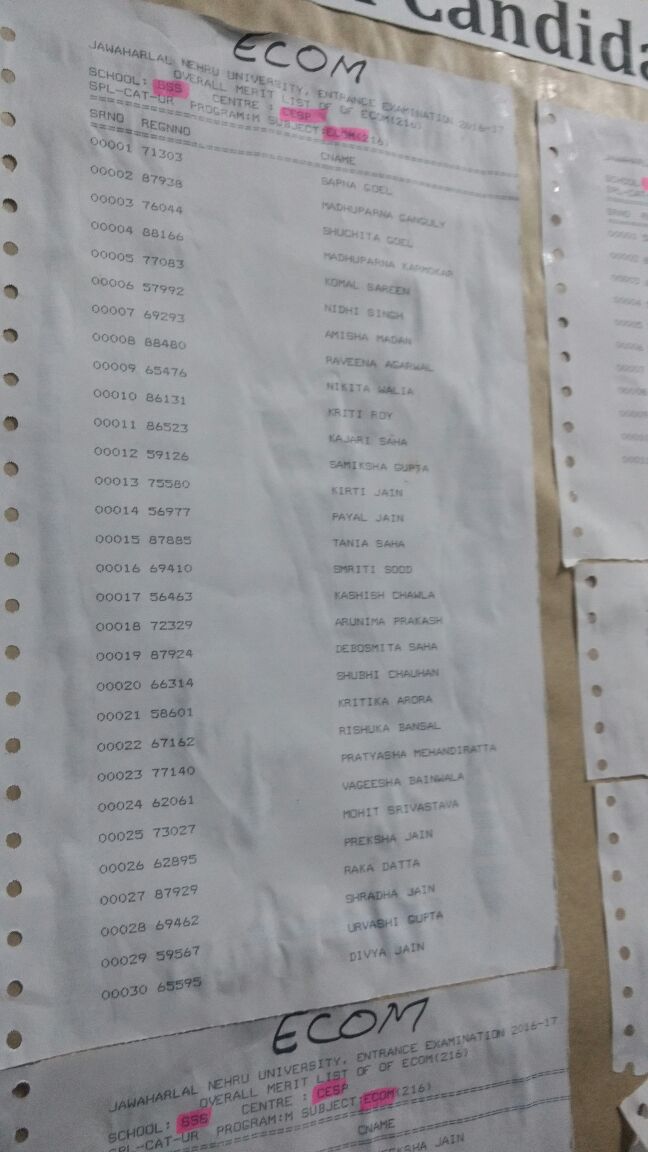 Candida
ECOM
JAWAHARLAL NEHRU UNIVERSITY, ENTRANCE EXAMINATION 2016-17
OVERALL MERIT LIST OF OF ECOM(216)
SCHOOL: SSS CENTRE : CESP
SPL-CAT-UR PROGRAM:M SUBJECT:ECOM(216)
SRNO REGNNO CNAME
00001 71303 SAPNA GOEL
00002 87938 MADHUPARNA GANGULY
00003 76044 SHUCHITA GOEL
00004 88166 MADHUPARNA KARMOKAR
00005 77083 KOMAL SAREEN
00006 57992 NIDHI SINGH
00007 69293 AMISHA MADAN
00008 88480 RAVEENA AGARWAL
00009 65476 NIKITA WALIA
00010 86131 KRITI ROY
00011 86523 KAJARI SAHA
00012 59126 SAMIKSHA GUPTA
00013 75580 KIRTI JAIN
00014 56977 PAYAL JAIN
00015 87885 TANIA SAHA
00016 69410 SMRITI SOOD
00017 56463 KASHISH CHAWLA
00018 72329 ARUNIMA PRAKASH
00019 87924 DEBOSMITA SAHA
00020 66314 SHUBHI CHAUHAN
00021 58601 KRITIKA ARORA
00022 67162 RISHUKA BANSAL
00023 77140 PRATYASHA MEHANDIRATTA
00024 62061 VAGEESHA BAINWALA
00025 73027 MOHIT SRIVASTAVA
00026 62895 PREKSHA JAIN
00027 87929 RAKA DATTA
00028 69462 SHRADHA JAIN
00029 59567 URVASHI GUPTA
00030 65595 DIVYA JAIN
ECOM
JAWAHARLAL NEHRU UNIVERSITY, ENTRANCE EXAMINATION 2016-17
OVERALL MERIT LIST OF OF ECOM(216)
SCHOOL: SSS CENTRE : CESP
SPL-CAT-UR PROGRAM:M SUBJECT:ECOM(216)
CNAME